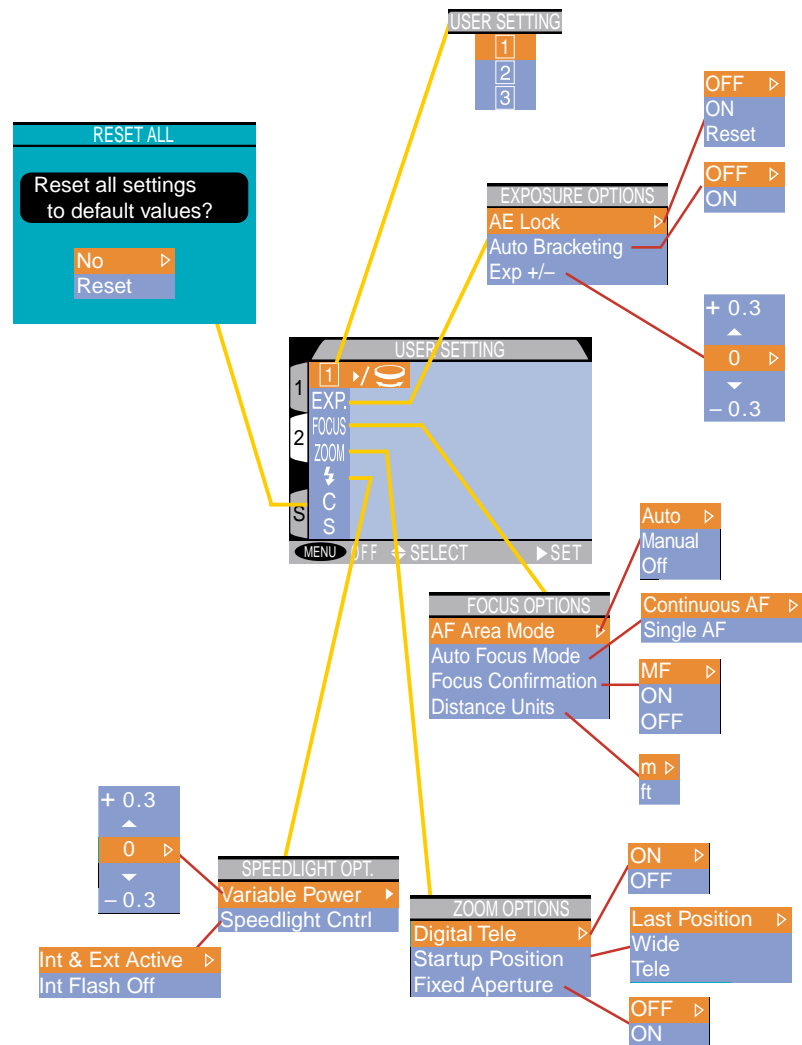 USER SETTING
1
2
3
OFF
ON
Reset
OFF
ON
RESET ALL
Reset all settings
to default values?
No
Reset
EXPOSURE OPTIONS
AE Lock
Auto Bracketing
Exp +/–
+ 0.3
0
– 0.3
USER SETTING
1
2
S
1 /
EXP.
FOCUS
ZOOM
C
S
MENU OFF SELECT SET
Auto
Manual
Off
FOCUS OPTIONS
AF Area Mode
Auto Focus Mode
Focus Confirmation
Distance Units
Continuous AF
Single AF
MF
ON
OFF
m
ft
+ 0.3
0
– 0.3
SPEEDLIGHT OPT.
Variable Power
Speedlight Cntrl
Int & Ext Active
Int Flash Off
ZOOM OPTIONS
Digital Tele
Startup Position
Fixed Aperture
ON
OFF
Last Position
Wide
Tele
OFF
ON